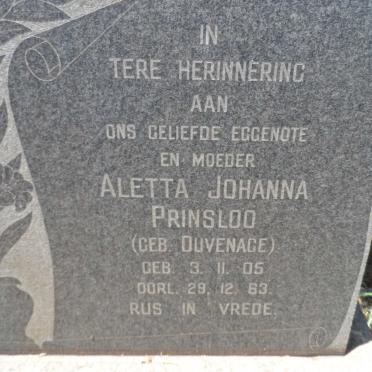 IN
TERE HERINNERING
AAN
ONS GELIEFDE EGGENOTE
EN MOEDER
ALETTA JOHANNA
PRINSLOO
(GEB. DUVENAGE)
GEB. 3. 11. 05
OORL. 29. 12. 63.
RUS IN VREDE.